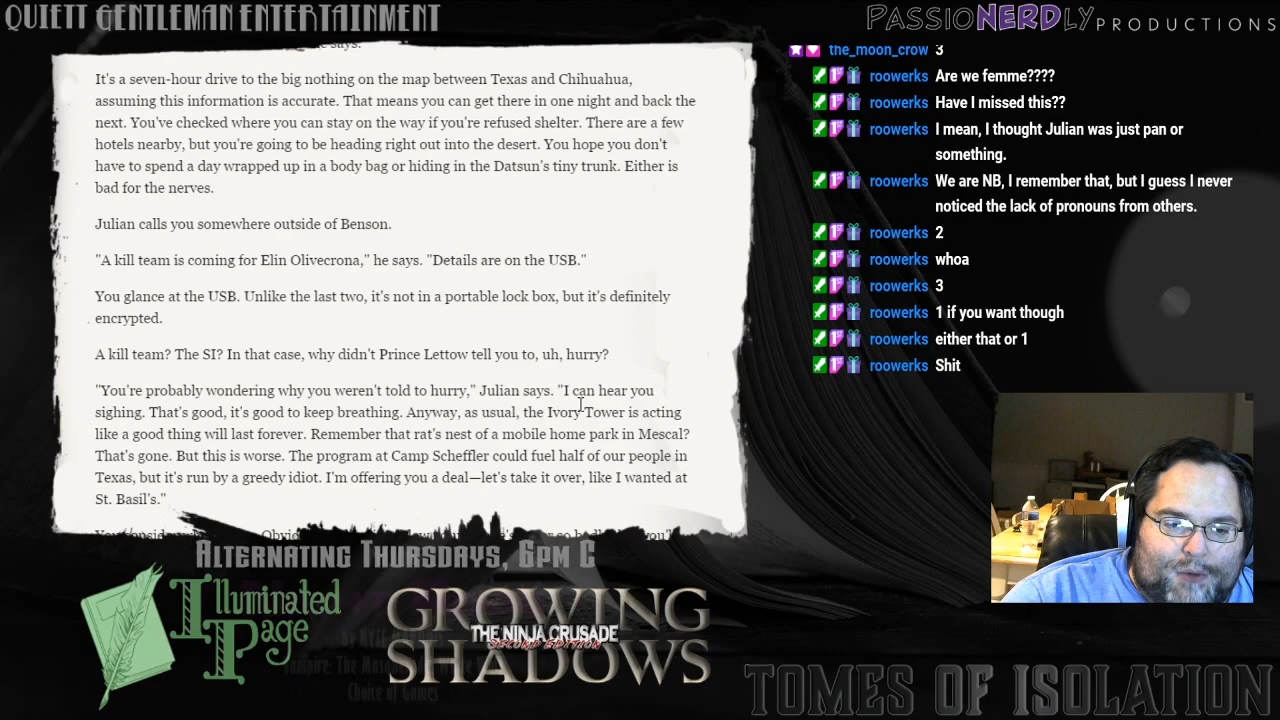 QUIETT GENTLEMAN ENTERTAINMENT
PASSIONERDLY PRODUCTIONS
says.
It's a seven-hour drive to the big nothing on the map between Texas and Chihuahua,
assuming this information is accurate. That means you can get there in one night and back the
next. You've checked where you can stay on the way if you're refused shelter. There are a few
hotels nearby, but you're going to be heading right out into the desert. You hope you don't
have to spend a day wrapped up in a body bag or hiding in the Datsun's tiny trunk. Either is
bad for the nerves.
Julian calls you somewhere outside of Benson.
"A kill team is coming for Elin Olivecrona," he says. "Details are on the USB."
You glance at the USB. Unlike the last two, it's not in a portable lock box, but it's definitely
encrypted.
A kill team? The SI? In that case, why didn't Prince Lettow tell you to, uh, hurry?
"You're probably wondering why you weren't told to hurry," Julian says. "I can hear you
sighing. That's good, it's good to keep breathing. Anyway, as usual, the Ivory Tower is acting
like a good thing will last forever. Remember that rat's nest of a mobile home park in Mescal?
That's gone. But this is worse. The program at Camp Scheffler could fuel half of our people in
Texas, but it's run by a greedy idiot. I'm offering you a deal—let's take it over, like I wanted at
St. Basil's."
the_moon_crow 3
roowerks Are we femme????
roowerks Have I missed this??
roowerks I mean, I thought Julian was just pan or
something.
roowerks We are NB, I remember that, but I guess I never
noticed the lack of pronouns from others.
roowerks 2
roowerks whoa
roowerks 3
roowerks 1 if you want though
roowerks either that or 1
roowerks Shit
ALTERNATING THURSDAYS, 6PM C
Illuminated
Page
GROWING
THE NINJA CRUSADE
SECOND EDITION
SHADOWS
Vampire: The
Choice of Games
TOMES OF ISOLATION